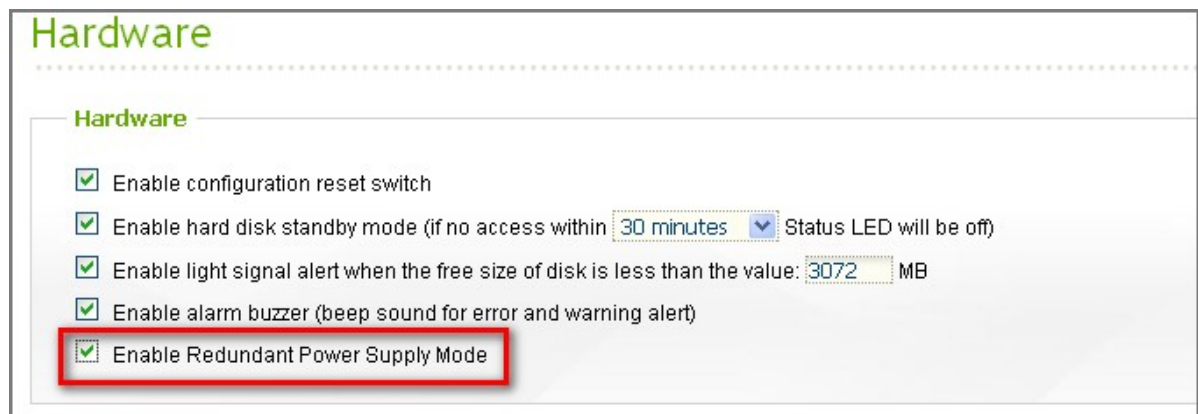 Hardware
Hardware
Enable configuration reset switch
Enable hard disk standby mode (if no access within 30 minutes Status LED will be off)
Enable light signal alert when the free size of disk is less than the value: 3072 MB
Enable alarm buzzer (beep sound for error and warning alert)
Enable Redundant Power Supply Mode